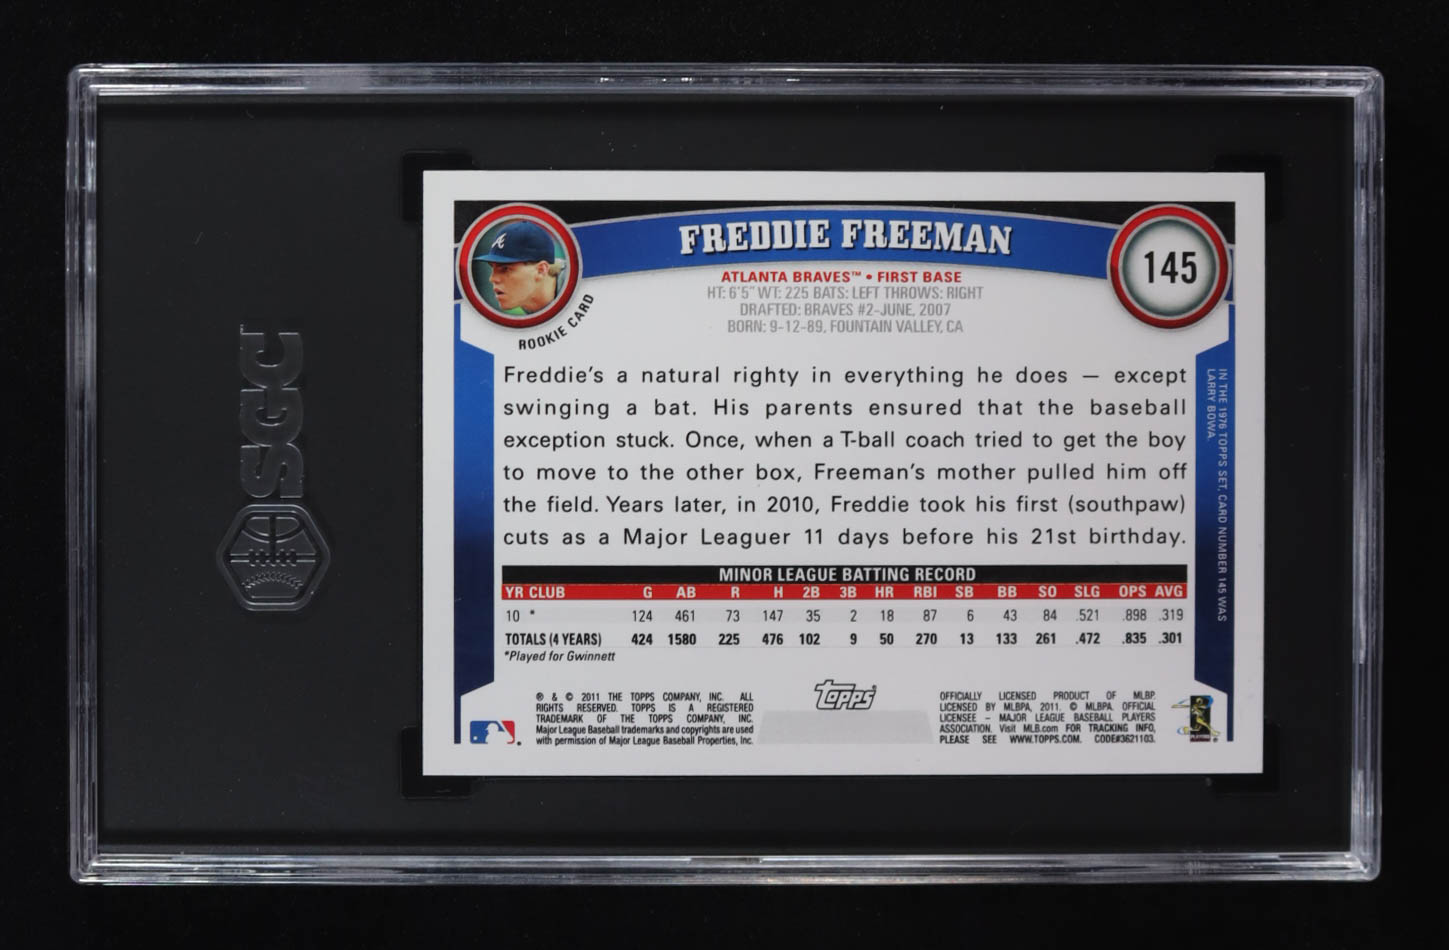 SGC
FREDDIE FREEMAN
145
ATLANTA BRAVES™ • FIRST BASE
HT: 6'5" WT: 225 BATS: LEFT THROWS: RIGHT
DRAFTED: BRAVES #2-JUNE, 2007
BORN: 9-12-89, FOUNTAIN VALLEY, CA
ROOKIE CARD
Freddie's a natural righty in everything he does — except
swinging a bat. His parents ensured that the baseball
exception stuck. Once, when a T-ball coach tried to get the boy
to move to the other box, Freeman's mother pulled him off
the field. Years later, in 2010, Freddie took his first (southpaw)
cuts as a Major Leaguer 11 days before his 21st birthday.
IN THE 1976 TOPPS SET, CARD NUMBER 145 WAS
LARRY BOWA.
MINOR LEAGUE BATTING RECORD
YR CLUB G AB R H 2B 3B HR RBI SB BB SO SLG OPS AVG
10 * 124 461 73 147 35 2 18 87 6 43 84 .521 .898 .319
TOTALS (4 YEARS) 424 1580 225 476 102 9 50 270 13 133 261 .472 .835 .301
*Played for Gwinnett
® & © 2011 THE TOPPS COMPANY, INC. ALL
RIGHTS RESERVED. TOPPS IS A REGISTERED
TRADEMARK OF THE TOPPS COMPANY, INC.
Major League Baseball trademarks and copyrights are used
with permission of Major League Baseball Properties, Inc.
Topps®
OFFICIALLY LICENSED PRODUCT OF MLBP.
LICENSED BY MLBPA, 2011. © MLBPA. OFFICIAL
LICENSEE – MAJOR LEAGUE BASEBALL PLAYERS
ASSOCIATION. Visit MLB.com FOR TRACKING INFO,
PLEASE SEE WWW.TOPPS.COM. CODE#3621103.